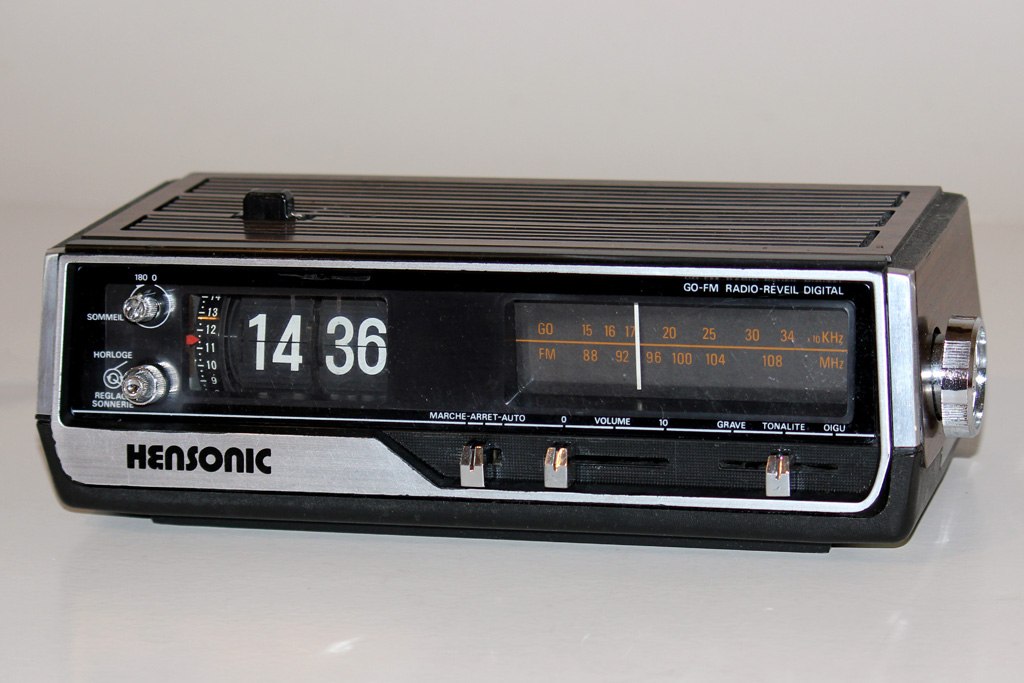 GO-FM RADIO-RÉVEIL DIGITAL
180 0
SOMMEIL
14
13
12
11
10
9
14 36
GO 15 16 17 20 25 30 34 x10 KHz
FM 88 92 96 100 104 108 MHz
HORLOGE
REGLAGE
SONNERIE
MARCHE-ARRET-AUTO 0 VOLUME 10 GRAVE TONALITE OIGU
HENSONIC